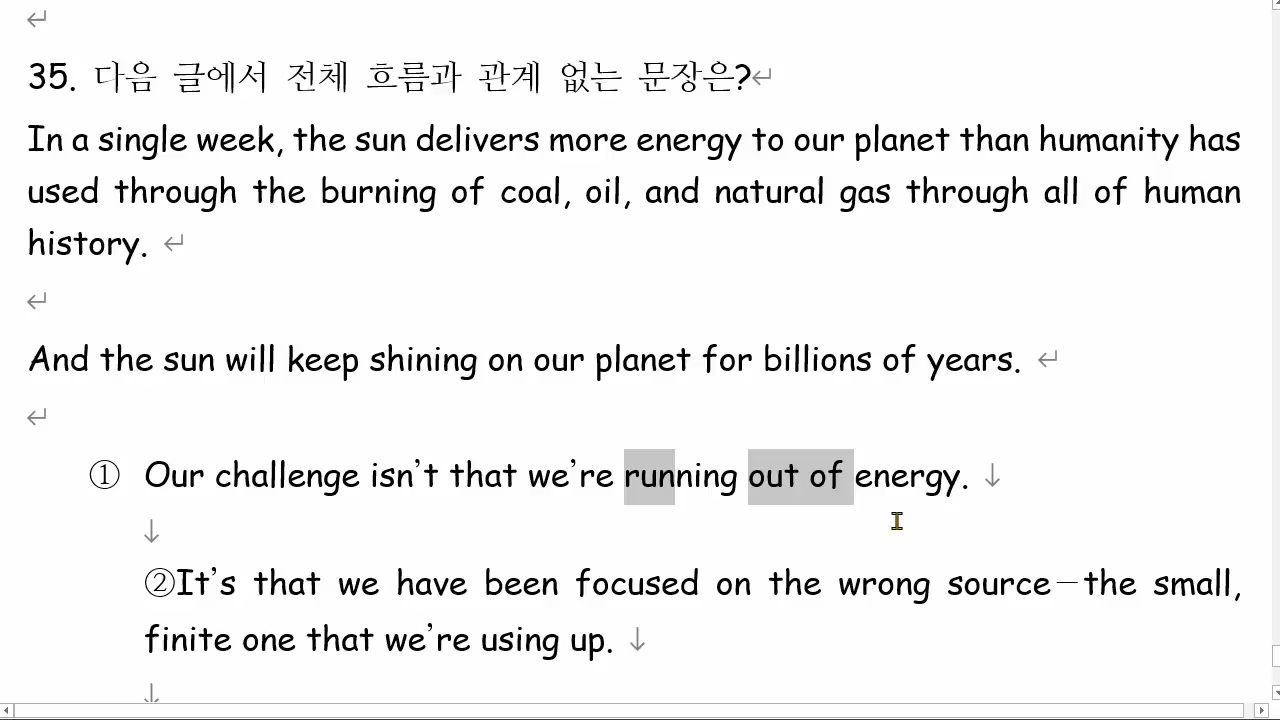 35. 다음 글에서 전체 흐름과 관계 없는 문장은?
In a single week, the sun delivers more energy to our planet than humanity has
used through the burning of coal, oil, and natural gas through all of human
history.
And the sun will keep shining on our planet for billions of years.
① Our challenge isn’t that we’re running out of energy.
②It’s that we have been focused on the wrong source―the small,
finite one that we’re using up.